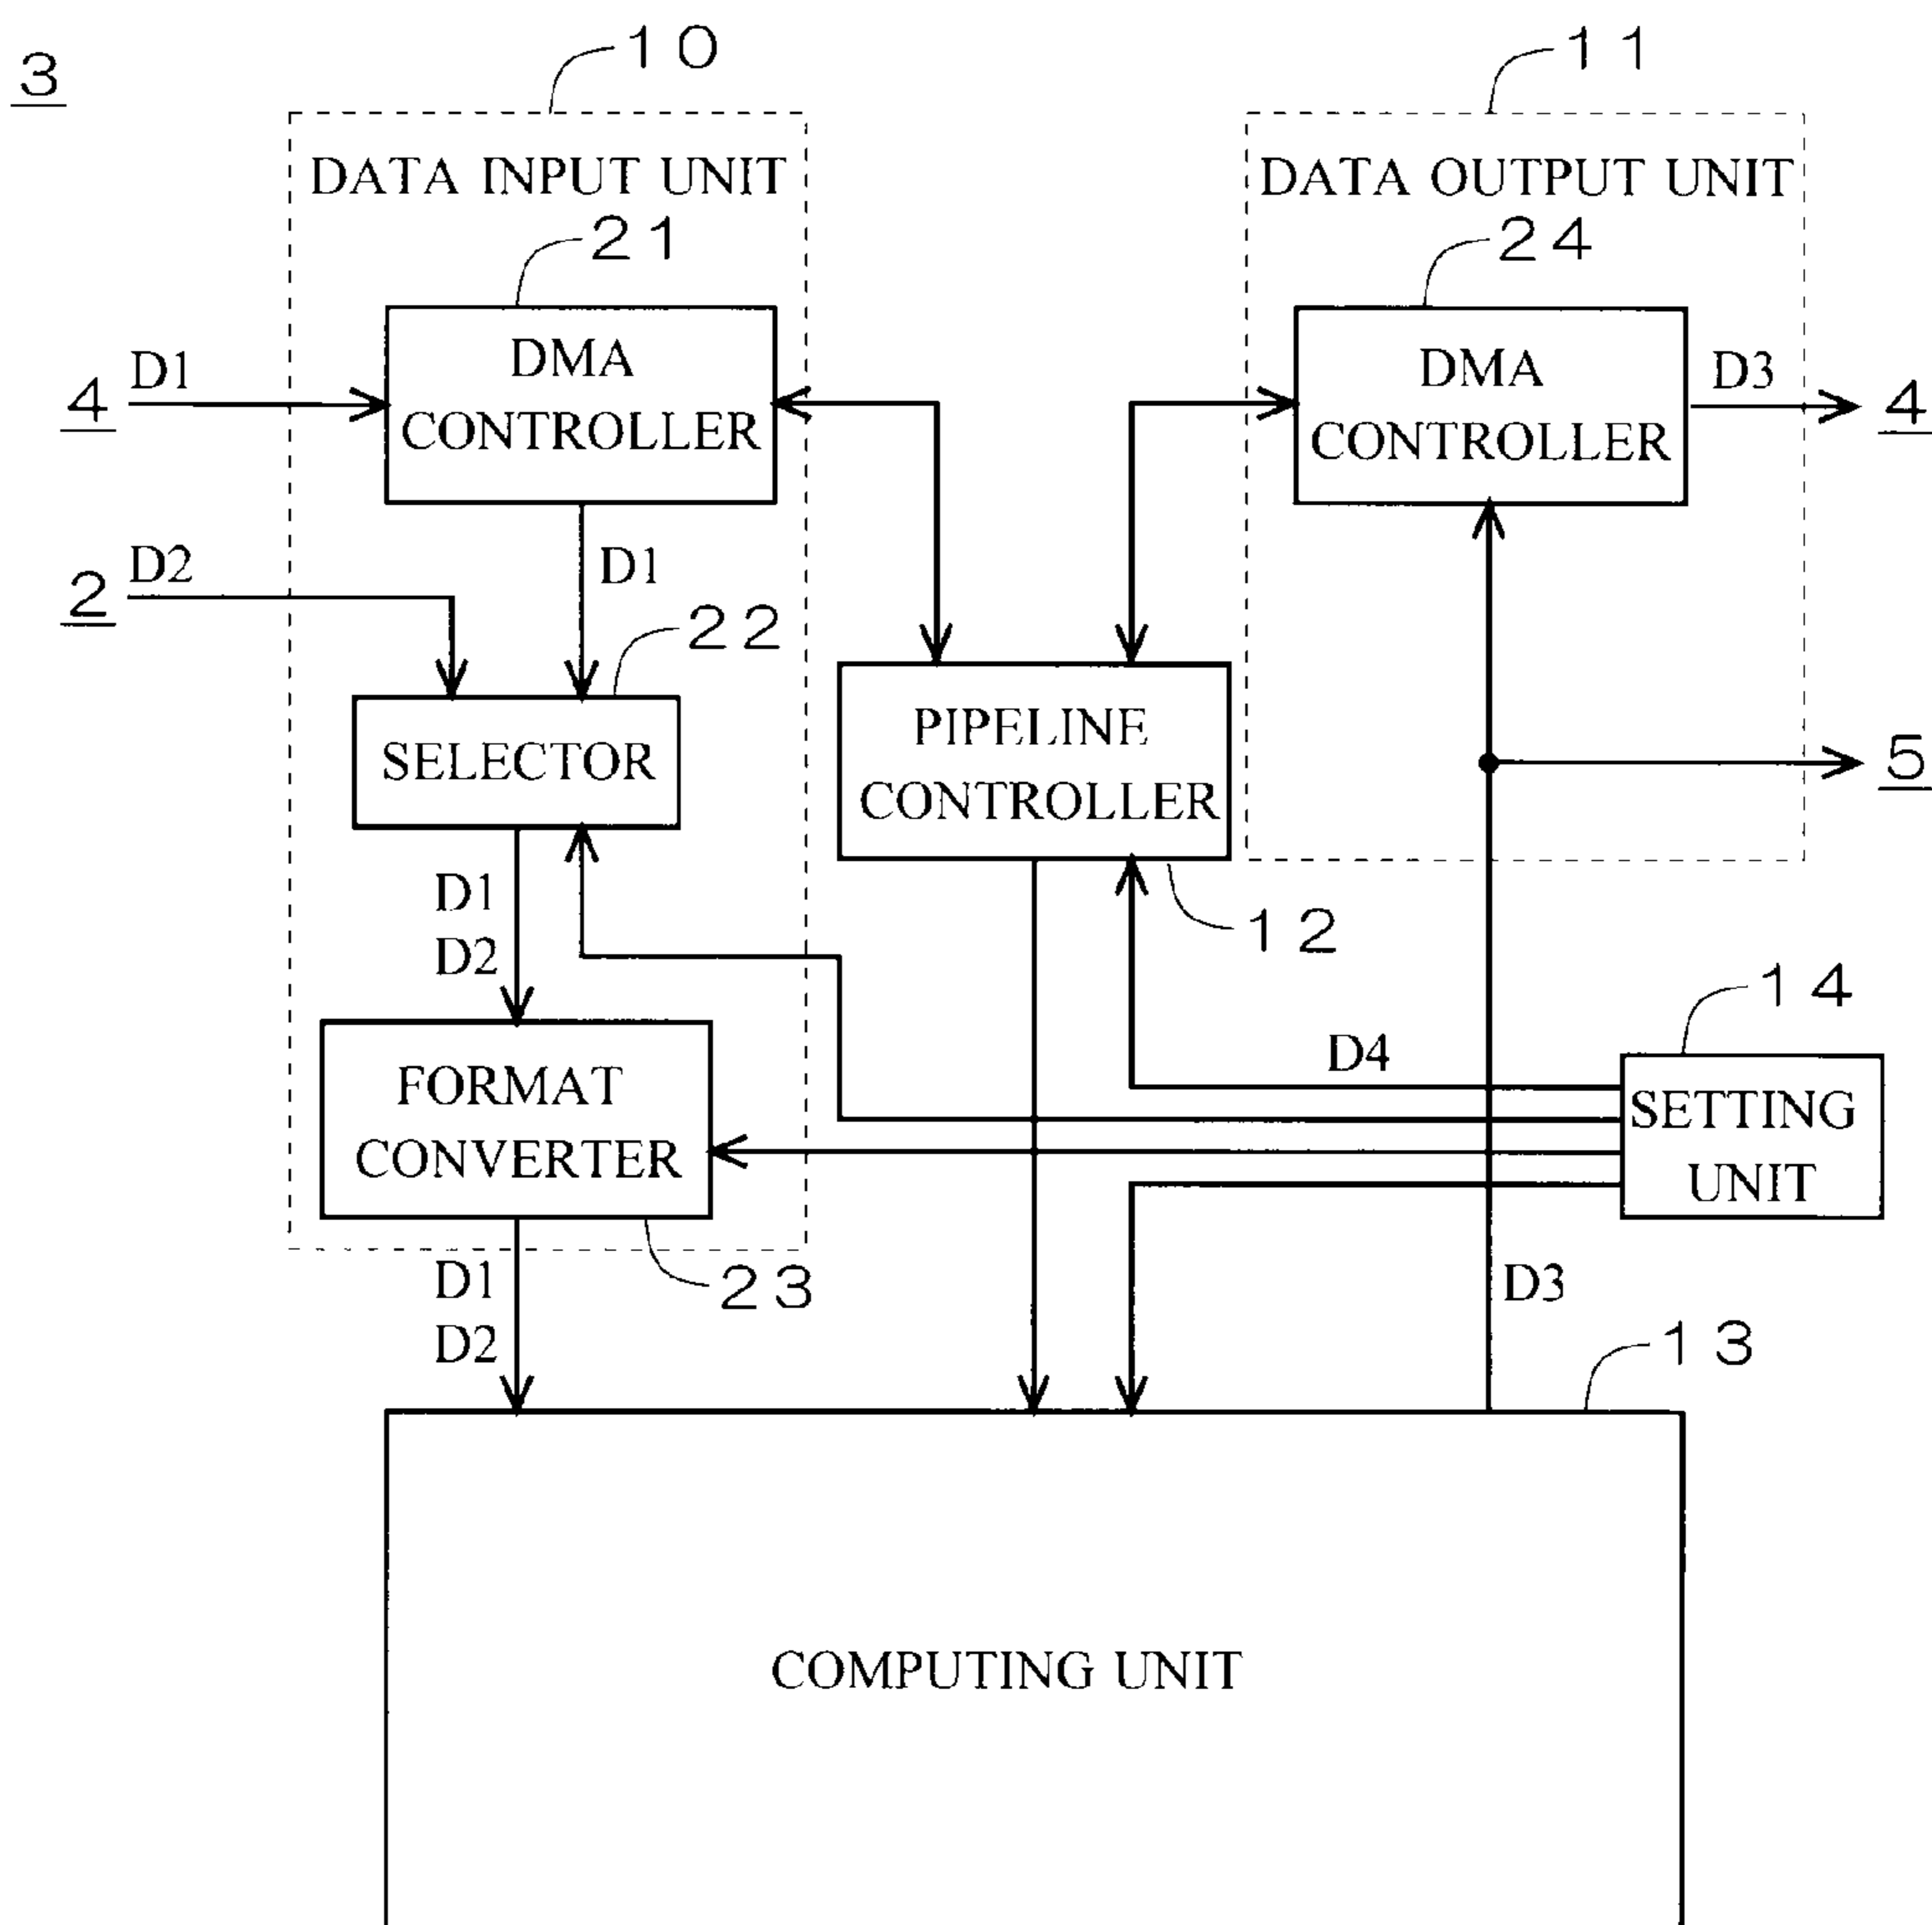 3
10
11
DATA INPUT UNIT
DATA OUTPUT UNIT
21
24
D1
4
DMA
CONTROLLER
DMA
CONTROLLER
D3
4
D2
2
D1
22
SELECTOR
PIPELINE
CONTROLLER
5
D1
D2
12
14
FORMAT
CONVERTER
D4
SETTING
UNIT
D1
D2
23
D3
13
COMPUTING UNIT